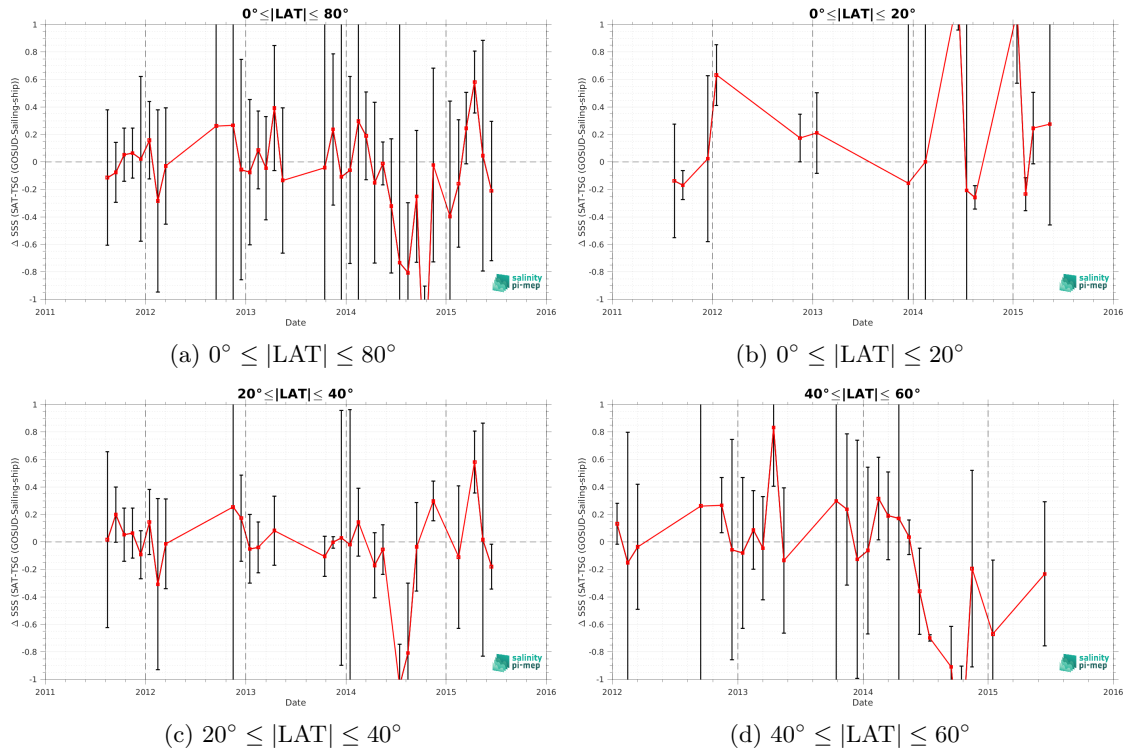 0°≤|LAT|≤ 80°
Δ SSS (SAT-TSG (GOSUD-Sailing-ship))
1
0.8
0.6
0.4
0.2
0
-0.2
-0.4
-0.6
-0.8
-1
2011
2012
2013
2014
2015
2016
Date
salinity
pi-mep
(a) 0° ≤ |LAT| ≤ 80°
0°≤|LAT|≤ 20°
Δ SSS (SAT-TSG (GOSUD-Sailing-ship))
1
0.8
0.6
0.4
0.2
0
-0.2
-0.4
-0.6
-0.8
-1
2011
2012
2013
2014
2015
2016
Date
salinity
pi-mep
(b) 0° ≤ |LAT| ≤ 20°
20°≤|LAT|≤ 40°
Δ SSS (SAT-TSG (GOSUD-Sailing-ship))
1
0.8
0.6
0.4
0.2
0
-0.2
-0.4
-0.6
-0.8
-1
2011
2012
2013
2014
2015
2016
Date
salinity
pi-mep
(c) 20° ≤ |LAT| ≤ 40°
40°≤|LAT|≤ 60°
Δ SSS (SAT-TSG (GOSUD-Sailing-ship))
1
0.8
0.6
0.4
0.2
0
-0.2
-0.4
-0.6
-0.8
-1
2012
2013
2014
2015
2016
Date
salinity
pi-mep
(d) 40° ≤ |LAT| ≤ 60°